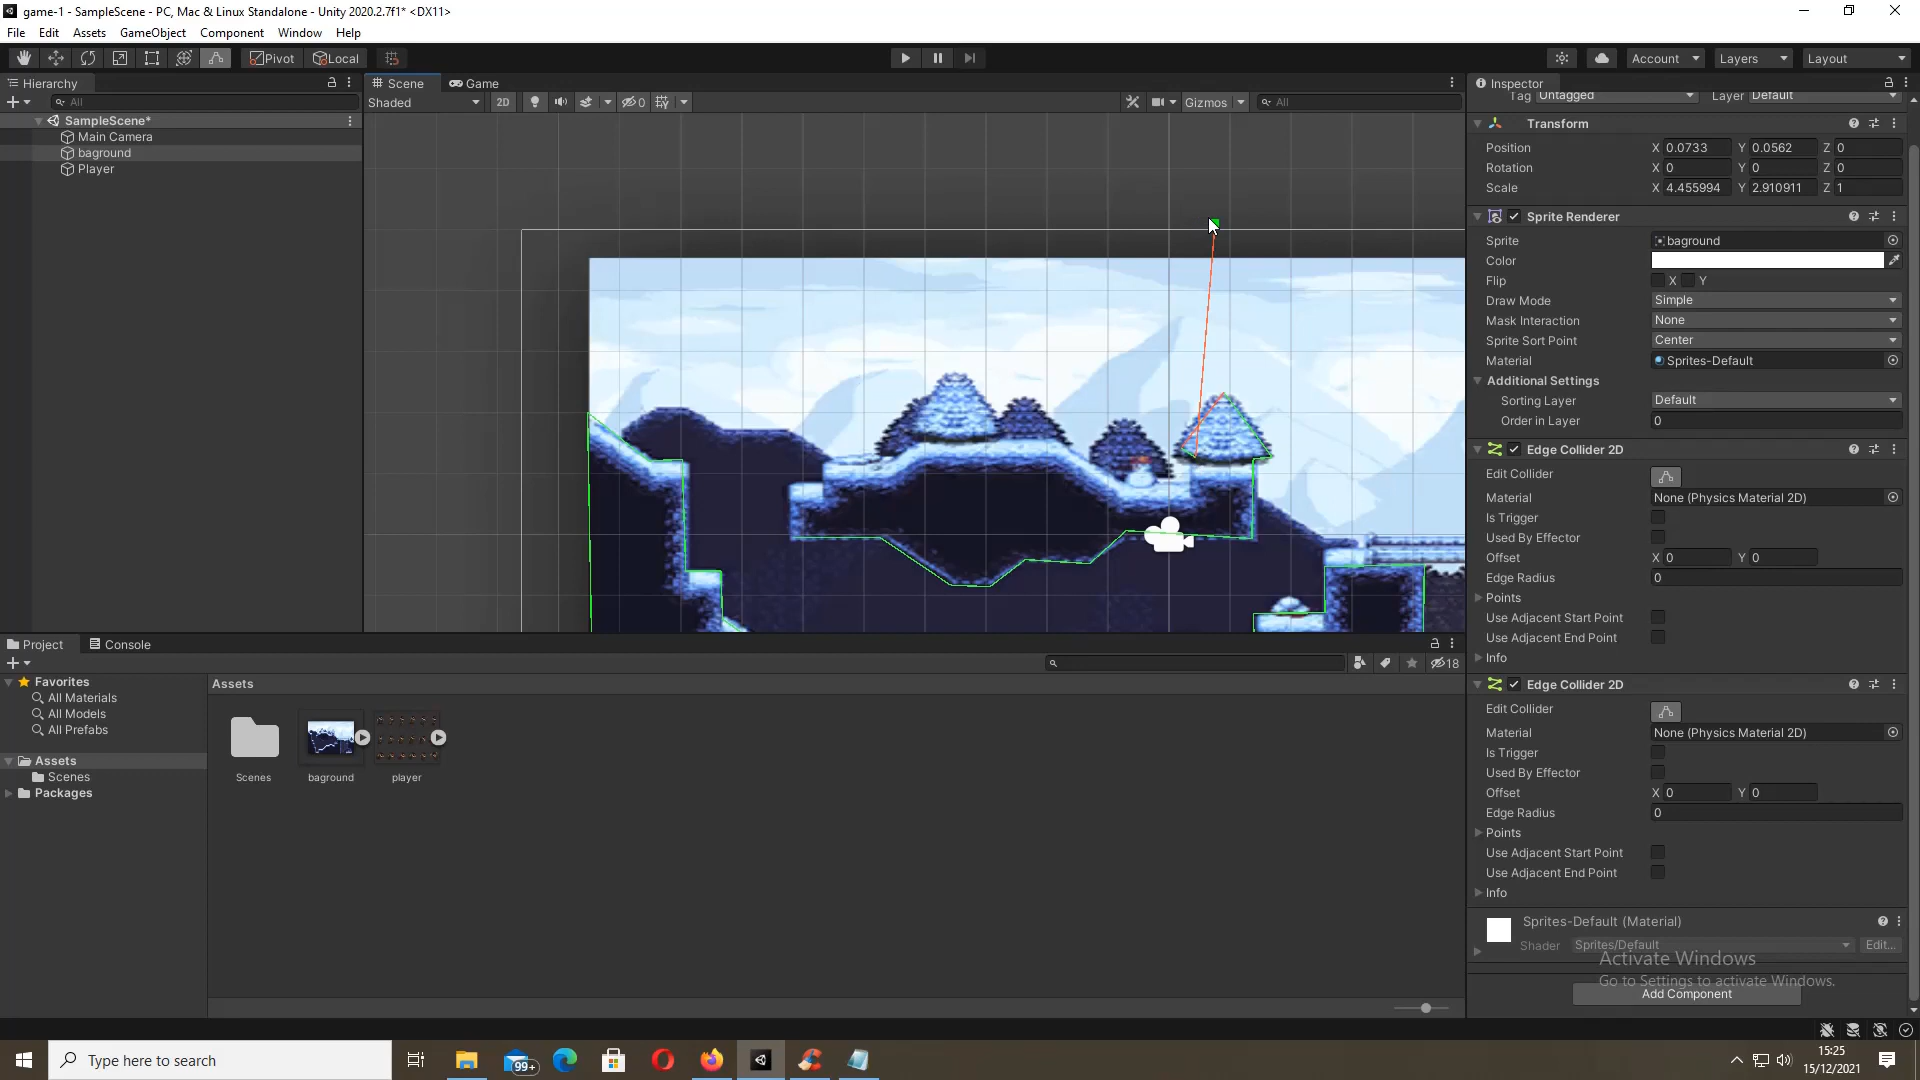 game-1 - SampleScene - PC, Mac & Linux Standalone - Unity 2020.2.7f1* <DX11>
File Edit Assets GameObject Component Window Help
Pivot Local
Account Layers Layout
Hierarchy
All
SampleScene*
Main Camera
baground
Player
Scene Game
Shaded 2D Gizmos All
Inspector
Tag Untagged Layer Default
Transform
Position X 0.0733 Y 0.0562 Z 0
Rotation X 0 Y 0 Z 0
Scale X 4.455994 Y 2.910911 Z 1
Sprite Renderer
Sprite baground
Color
Flip X Y
Draw Mode Simple
Mask Interaction None
Sprite Sort Point Center
Material Sprites-Default
Additional Settings
Sorting Layer Default
Order in Layer 0
Edge Collider 2D
Edit Collider
Material None (Physics Material 2D)
Is Trigger
Used By Effector
Offset X 0 Y 0
Edge Radius 0
Points
Use Adjacent Start Point
Use Adjacent End Point
Info
Edge Collider 2D
Edit Collider
Material None (Physics Material 2D)
Is Trigger
Used By Effector
Offset X 0 Y 0
Edge Radius 0
Points
Use Adjacent Start Point
Use Adjacent End Point
Info
Sprites-Default (Material)
Shader Sprites/Default Edit...
Activate Windows
Go to Settings to activate Windows.
Add Component
Project Console
18
Favorites
All Materials
All Models
All Prefabs
Assets
Scenes
Packages
Assets
Scenes baground player
Type here to search
99+
15:25
15/12/2021